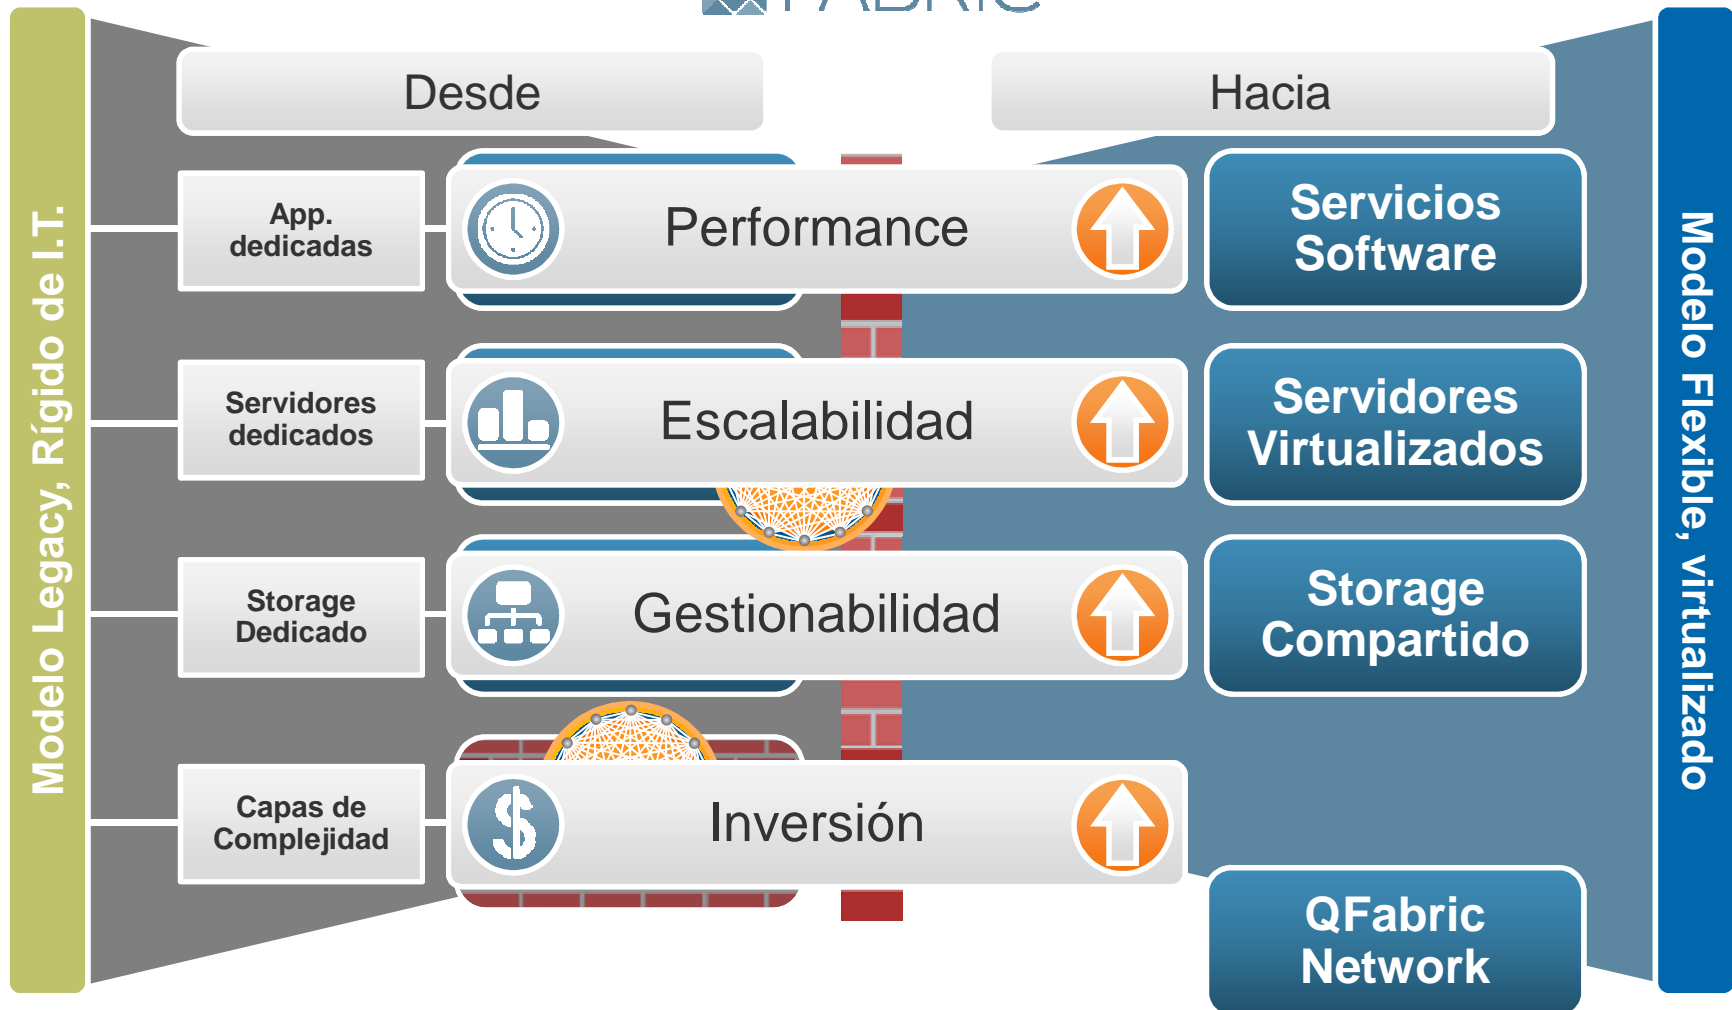 FABRIC
Desde
Hacia
Modelo Legacy, Rígido de I.T.
App.
dedicadas
Performance
Servicios
Software
Servidores
dedicados
Escalabilidad
Servidores
Virtualizados
Storage
Dedicado
Gestionabilidad
Storage
Compartido
Capas de
Complejidad
$
Inversión
QFabric
Network
Modelo Flexible, virtualizado